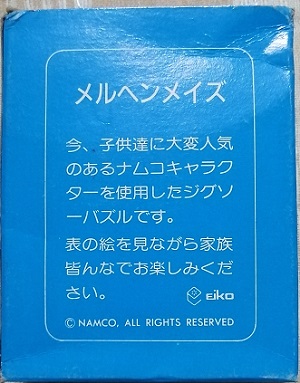 メルヘンメイズ
今、子供達に大変人気
のあるナムコキャラク
ターを使用したジグソ
ーパズルです。
表の絵を見ながら家族
皆んなでお楽しみくだ
さい。
EiKO
© NAMCO, ALL RIGHTS RESERVED